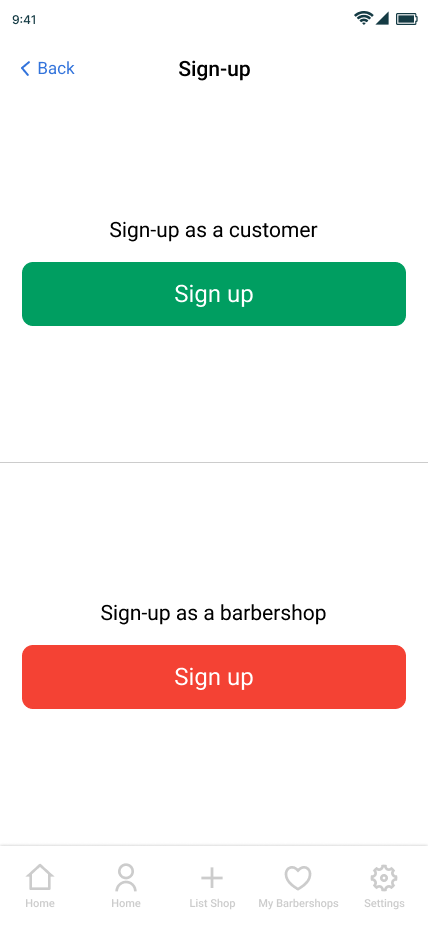 9:41
Back
Sign-up
Sign-up as a customer
Sign up
Sign-up as a barbershop
Sign up
Home
Home
List Shop
My Barbershops
Settings